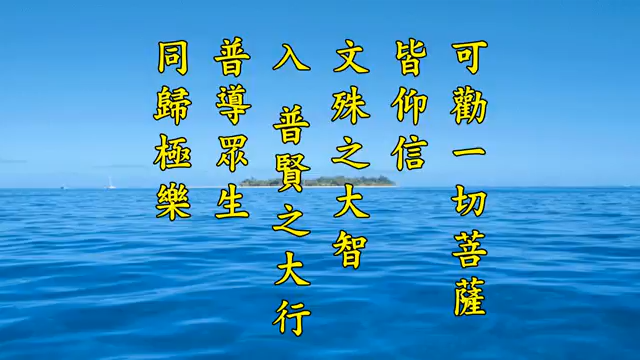 可勸一切菩薩
皆仰信
文殊之大智
入 普賢之大行
普導眾生
同歸極樂